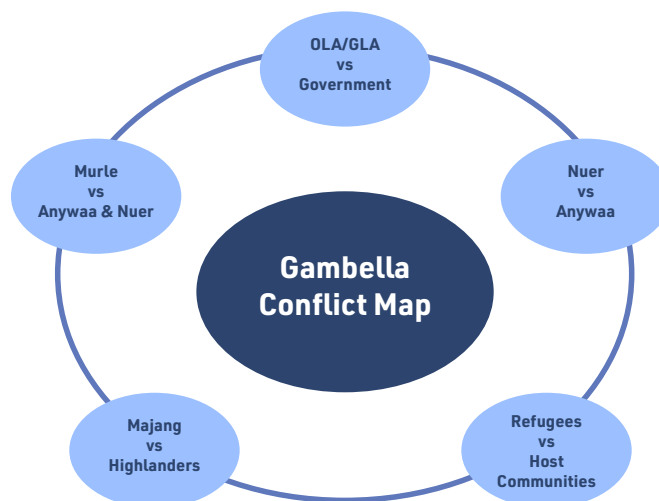 OLA/GLA
vs
Government
Murle
vs
Anywaa & Nuer
Nuer
vs
Anywaa
Gambella
Conflict Map
Majang
vs
Highlanders
Refugees
vs
Host
Communities